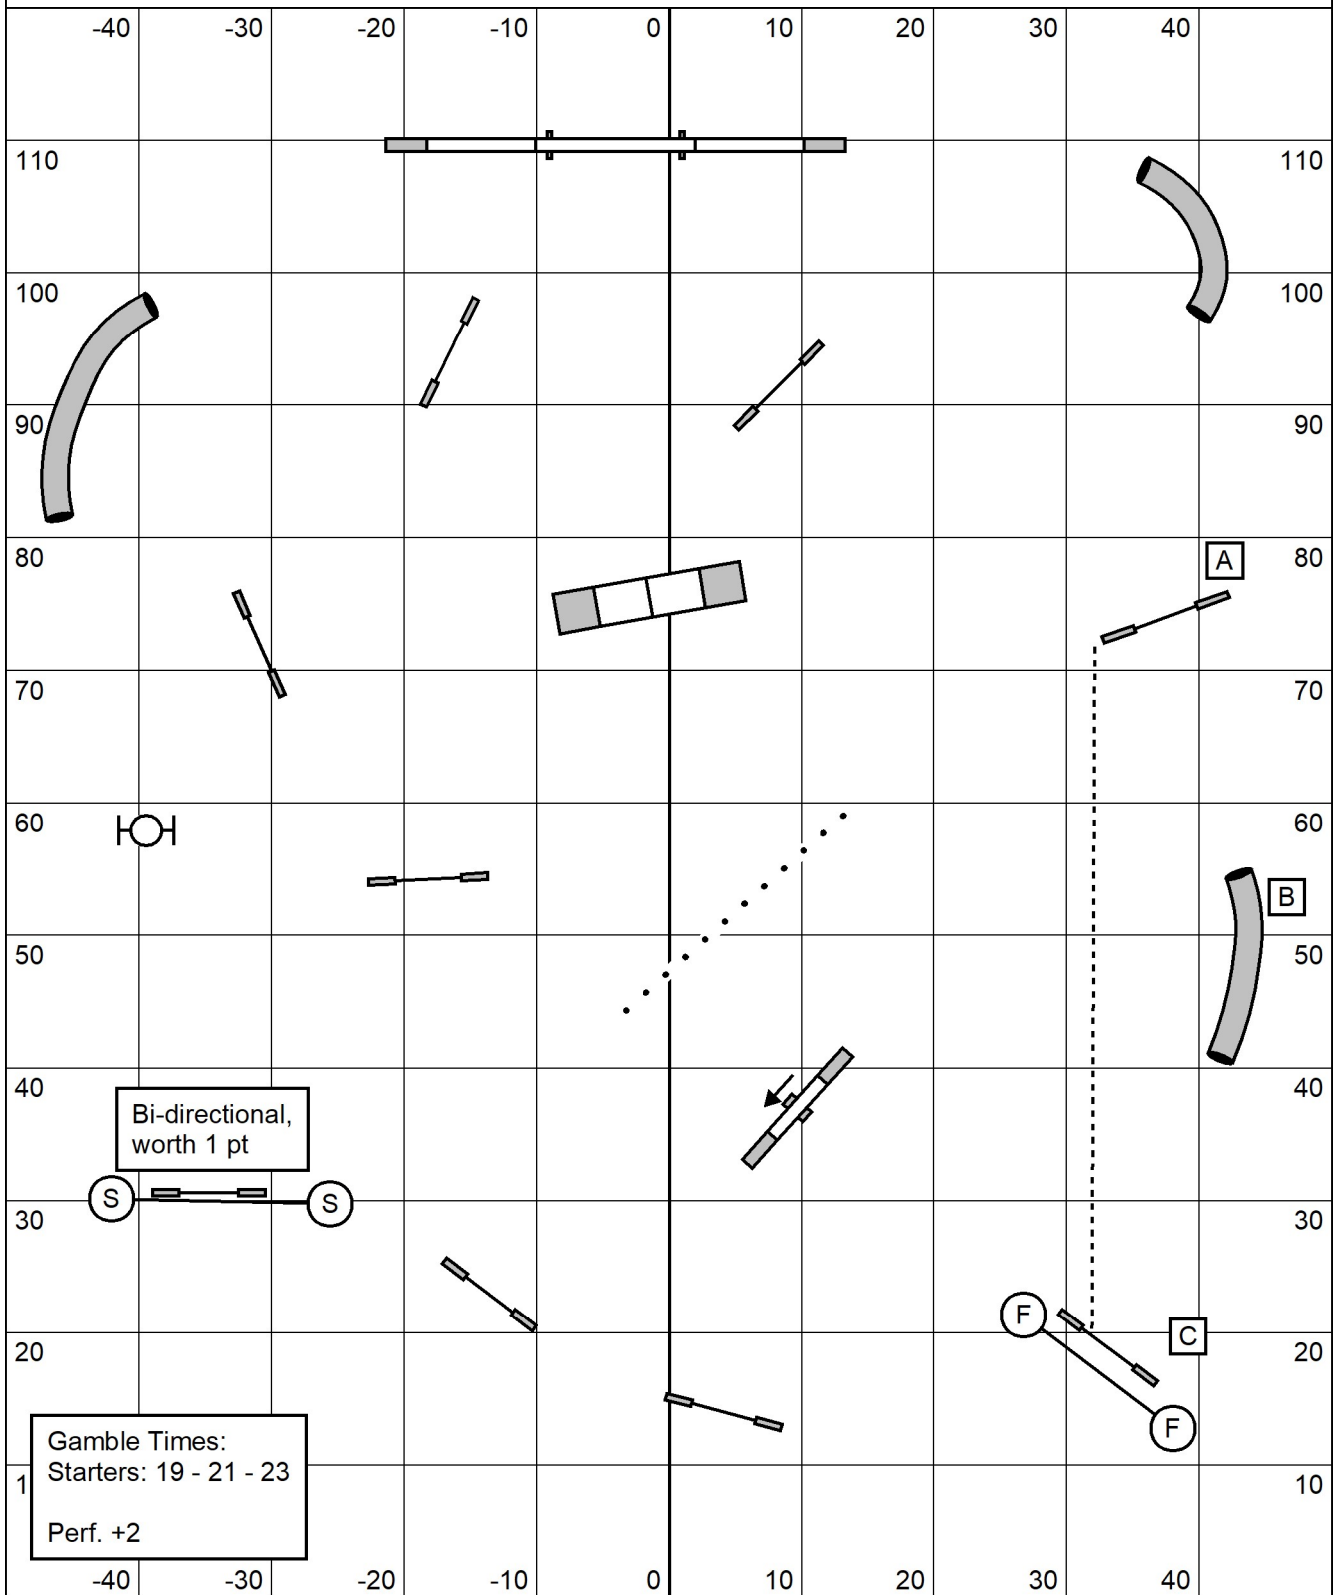 -40 -30 -20 -10 0 10 20 30 40
110 110
100 100
90 90
80 80
A
70 70
60 60
B
50 50
40 40
Bi-directional,
worth 1 pt
S S
30 30
F
C
20 20
F
Gamble Times:
Starters: 19 - 21 - 23
1 10
Perf. +2
-40 -30 -20 -10 0 10 20 30 40